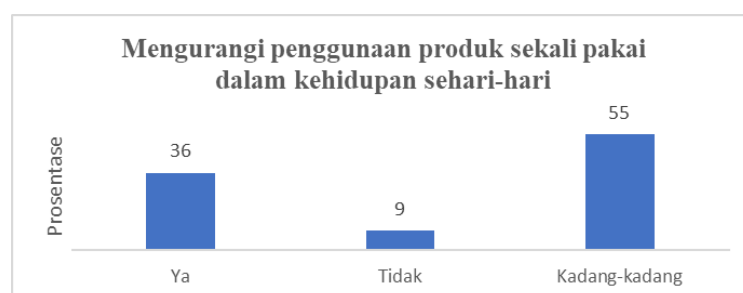 Mengurangi penggunaan produk sekali pakai
dalam kehidupan sehari-hari
Prosentase
36
9
55
Ya
Tidak
Kadang-kadang